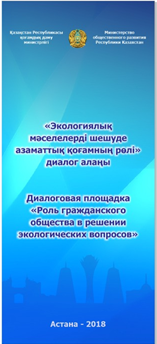 Қазақстан Республикасы
қоғамдық даму
министрлігі
Министерство
общественного развития
Республики Казахстан
«Экологиялық
мәселелерді шешуде
азаматтық қоғамның рөлі»
диалог алаңы
Диалоговая площадка
«Роль гражданского
общества в решении
экологических вопросов»
Астана - 2018